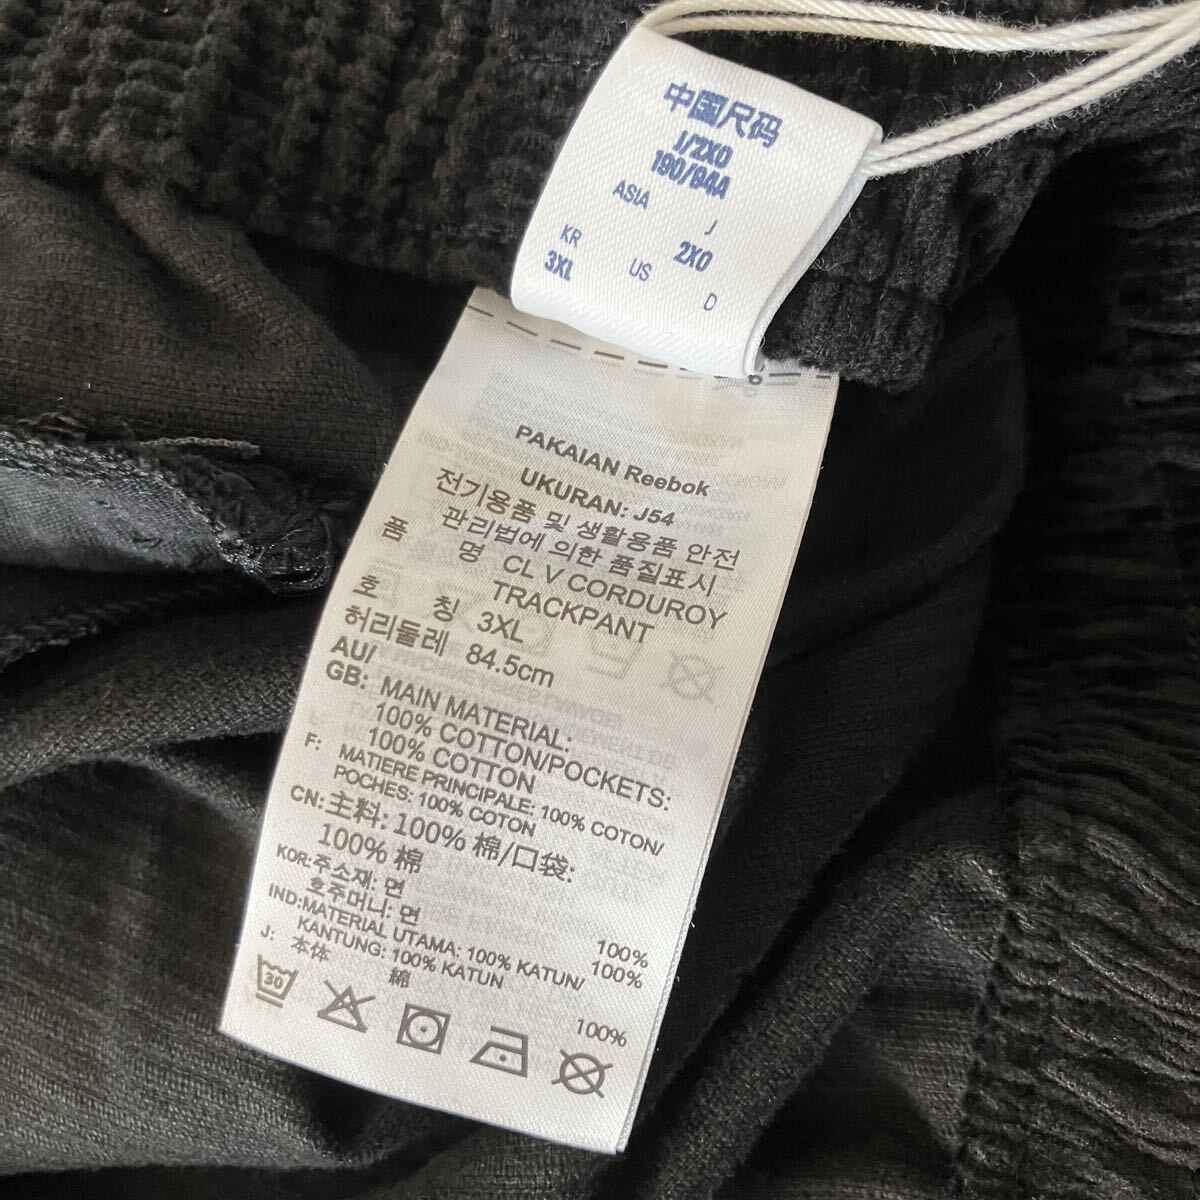 中国尺码
J/2XO
190/94A
ASIA J
KR 2XO
3XL US D
PAKAIAN Reebok
UKURAN: J54
전기용품 및 생활용품 안전
관리법에 의한 품질표시
품 명 CL V CORDUROY
TRACKPANT
호 칭 3XL
허리둘레 84.5cm
AU/
GB: MAIN MATERIAL:
100% COTTON/POCKETS:
100% COTTON
F: MATIERE PRINCIPALE: 100% COTON/
POCHES: 100% COTON
CN: 主料: 100% 棉/口袋:
100% 棉
KOR: 주소재: 면 100%
호주머니: 면 100%
IND: MATERIAL UTAMA: 100% KATUN/
KANTUNG: 100% KATUN
J: 本体 綿 100%
30